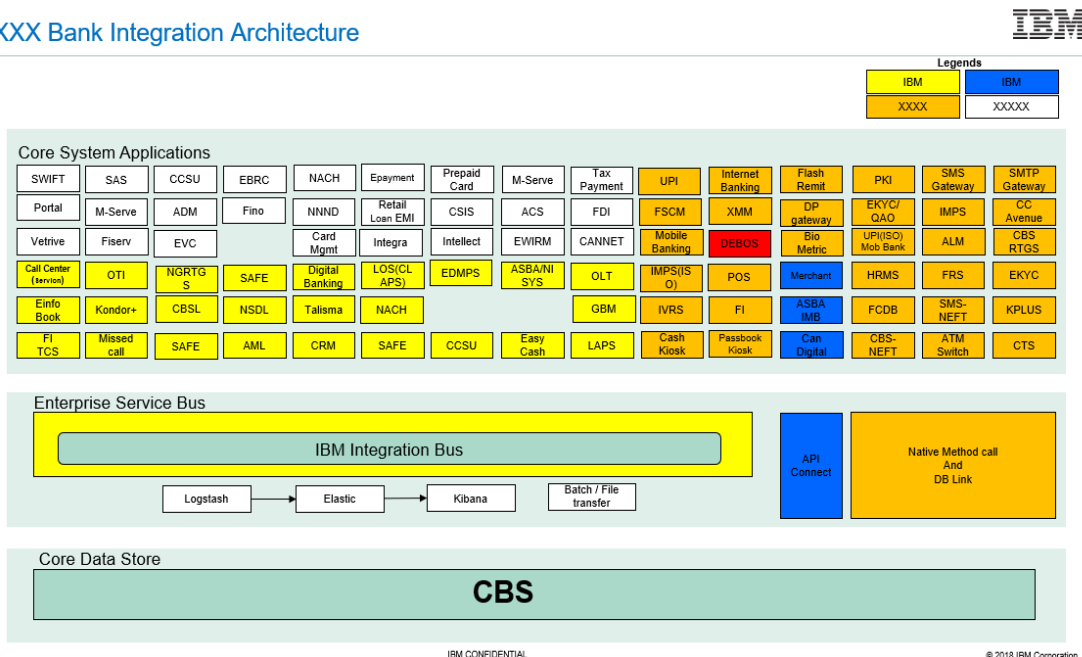 XXX Bank Integration Architecture
IBM
Legends
IBM
IBM
XXXX
XXXXX
Core System Applications
SWIFT
SAS
CCSU
EBRC
NACH
Epayment
Prepaid
Card
M-Serve
Tax
Payment
UPI
Internet
Banking
Flash
Remit
PKI
SMS
Gateway
SMTP
Gateway
Portal
M-Serve
ADM
Fino
NNND
Retail
Loan EMI
CSIS
ACS
FDI
FSCM
XMM
DP
gateway
EKYC/
QAO
IMPS
CC
Avenue
Vetrive
Fiserv
EVC
Card
Mgmt
Integra
Intellect
EWIRM
CANNET
Mobile
Banking
DEBOS
Bio
Metric
UPI(ISO)
Mob Bank
ALM
CBS
RTGS
Call Center
(Servion)
OTI
NGRTG
S
SAFE
Digital
Banking
LOS(CL
APS)
EDMPS
ASBA/NI
SYS
OLT
IMPS(IS
O)
POS
Merchant
HRMS
FRS
EKYC
Einfo
Book
Kondor+
CBSL
NSDL
Talisma
NACH
GBM
IVRS
FI
ASBA
IMB
FCDB
SMS-
NEFT
KPLUS
FI
TCS
Missed
call
SAFE
AML
CRM
SAFE
CCSU
Easy
Cash
LAPS
Cash
Kiosk
Passbook
Kiosk
Can
Digital
CBS-
NEFT
ATM
Switch
CTS
Enterprise Service Bus
IBM Integration Bus
API
Connect
Native Method call
And
DB Link
Logstash
Elastic
Kibana
Batch / File
transfer
Core Data Store
CBS
IBM CONFIDENTIAL
© 2018 IBM Corporation